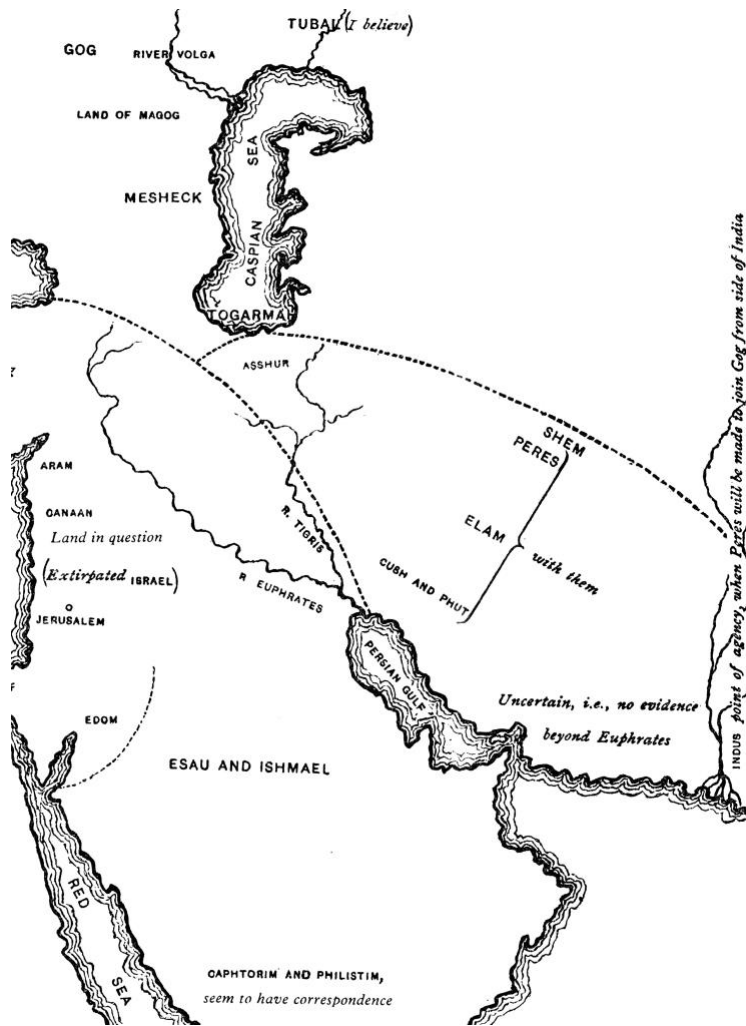 TUBAL (I believe)
GOG
RIVER VOLGA
LAND OF MAGOG
SEA
MESHECK
CASPIAN
TOGARMAH
ASSHUR
SHEM
PERES
ARAM
CANAAN
Land in question
(Extirpated ISRAEL)
JERUSALEM
R. TIGRIS
ELAM
with them
R EUPHRATES
CUSH AND PHUT
PERSIAN GULF
Uncertain, i.e., no evidence
beyond Euphrates
EDOM
ESAU AND ISHMAEL
INDUS point of agency, when Peres will be made to join Gog from side of India
RED
SEA
CAPHTORIM AND PHILISTIM,
seem to have correspondence